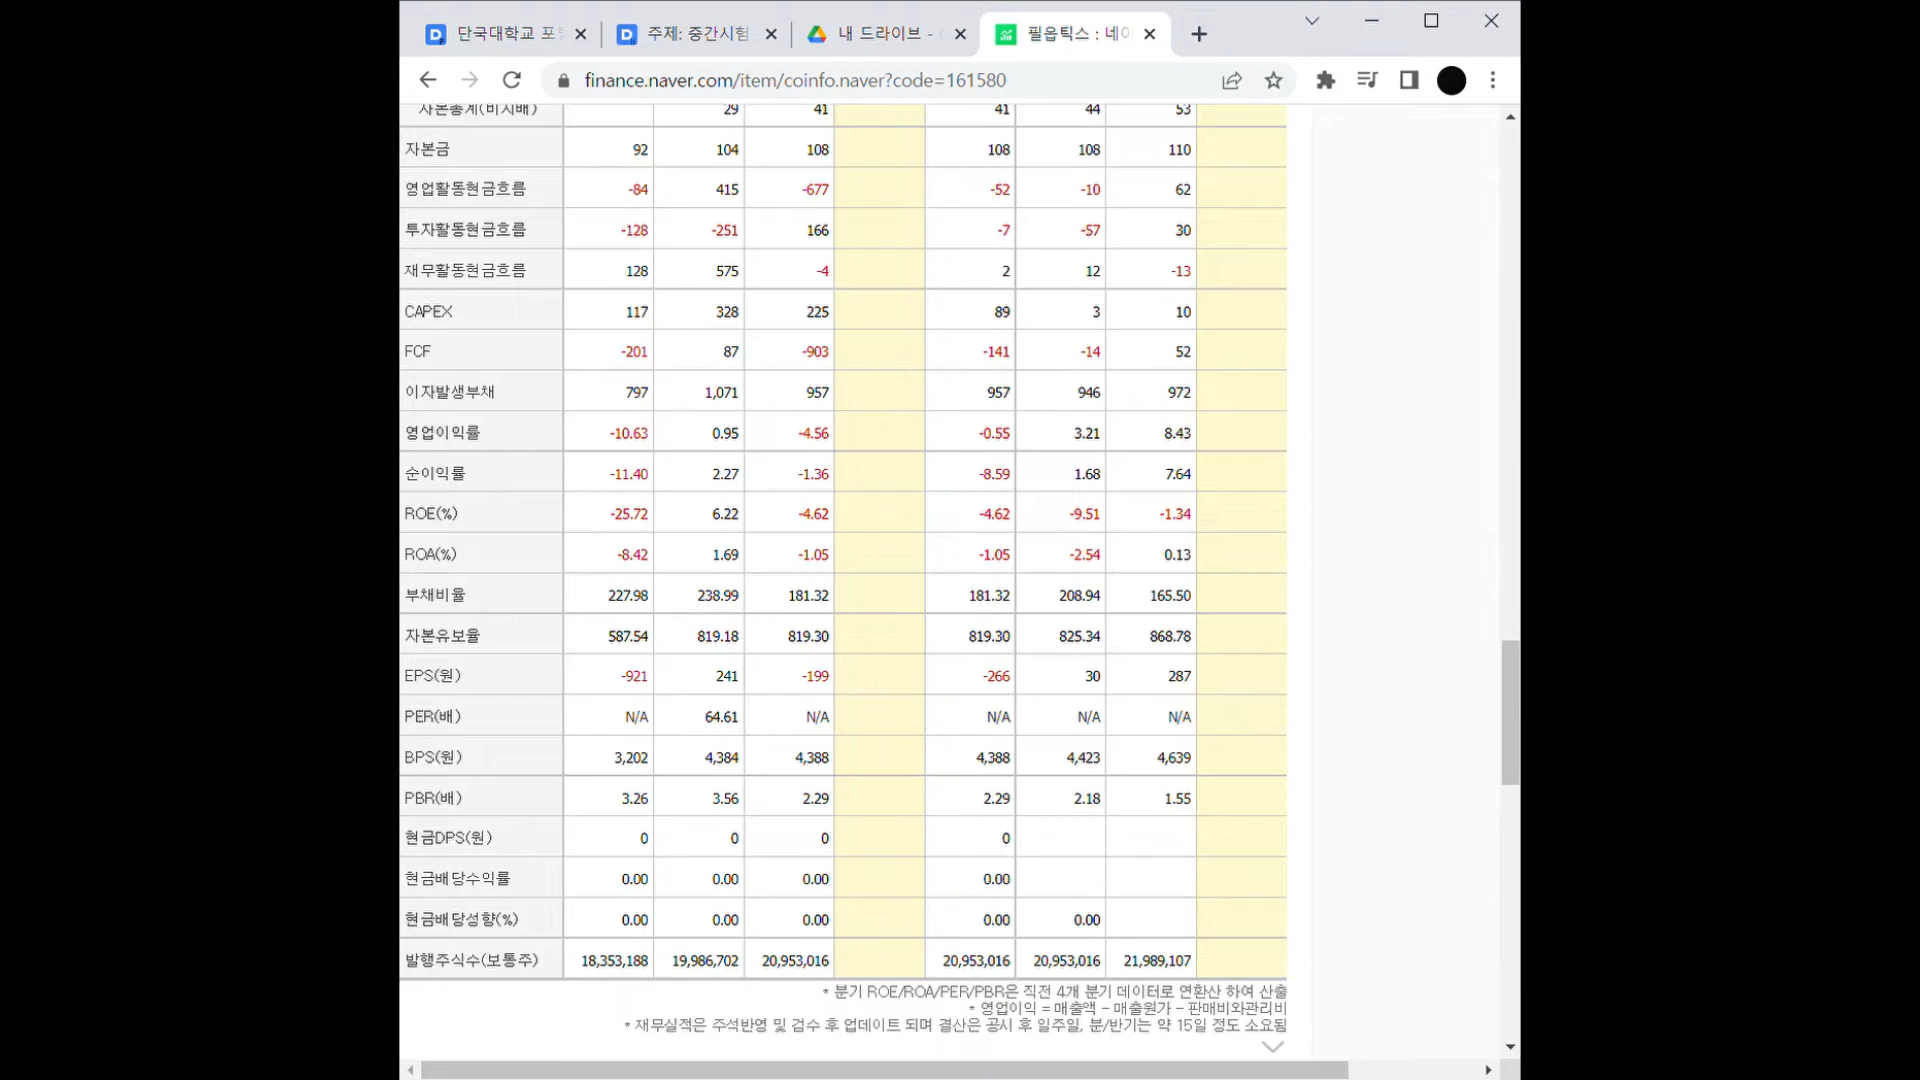 단국대학교 포
주제: 중간시험
내 드라이브 -
필옵틱스 : 네이
finance.naver.com/item/coinfo.naver?code=161580
자본총계(비지배) 29 41 41 44 53
자본금 92 104 108 108 108 110
영업활동현금흐름 -84 415 -677 -52 -10 62
투자활동현금흐름 -128 -251 166 -7 -57 30
재무활동현금흐름 128 575 -4 2 12 -13
CAPEX 117 328 225 89 3 10
FCF -201 87 -903 -141 -14 52
이자발생부채 797 1,071 957 957 946 972
영업이익률 -10.63 0.95 -4.56 -0.55 3.21 8.43
순이익률 -11.40 2.27 -1.36 -8.59 1.68 7.64
ROE(%) -25.72 6.22 -4.62 -4.62 -9.51 -1.34
ROA(%) -8.42 1.69 -1.05 -1.05 -2.54 0.13
부채비율 227.98 238.99 181.32 181.32 208.94 165.50
자본유보율 587.54 819.18 819.30 819.30 825.34 868.78
EPS(원) -921 241 -199 -266 30 287
PER(배) N/A 64.61 N/A N/A N/A N/A
BPS(원) 3,202 4,384 4,388 4,388 4,423 4,639
PBR(배) 3.26 3.56 2.29 2.29 2.18 1.55
현금DPS(원) 0 0 0 0
현금배당수익률 0.00 0.00 0.00 0.00
현금배당성향(%) 0.00 0.00 0.00 0.00 0.00
발행주식수(보통주) 18,353,188 19,986,702 20,953,016 20,953,016 20,953,016 21,989,107
* 분기 ROE/ROA/PER/PBR은 직전 4개 분기 데이터로 연환산 하여 산출
* 영업이익 = 매출액 - 매출원가 - 판매비와관리비
* 재무실적은 주석반영 및 검수 후 업데이트 되며 결산은 공시 후 일주일, 분/반기는 약 15일 정도 소요됨